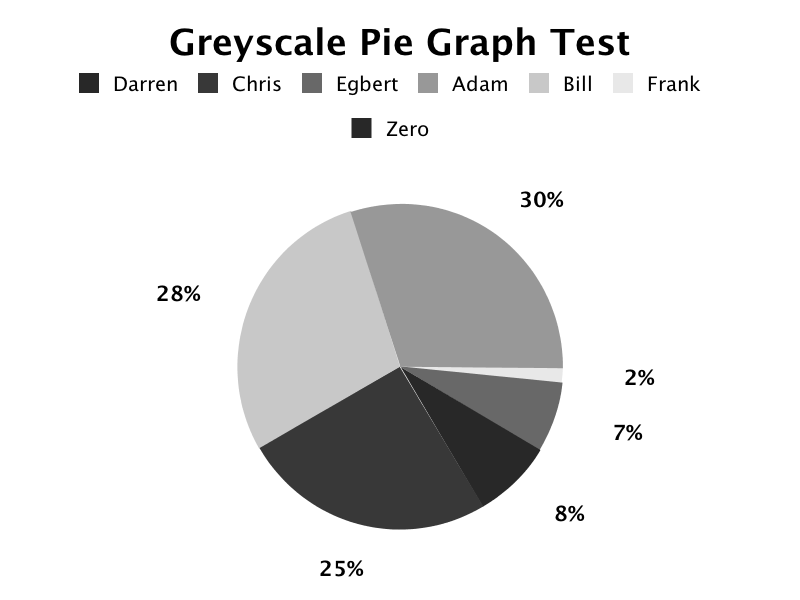 Greyscale Pie Graph Test
Darren Chris Egbert Adam Bill Frank
Zero
30%
28%
2%
7%
8%
25%